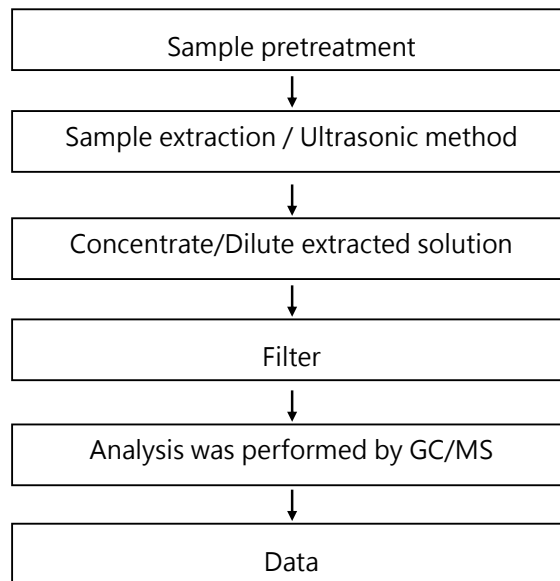 Sample pretreatment
Sample extraction / Ultrasonic method
Concentrate/Dilute extracted solution
Filter
Analysis was performed by GC/MS
Data